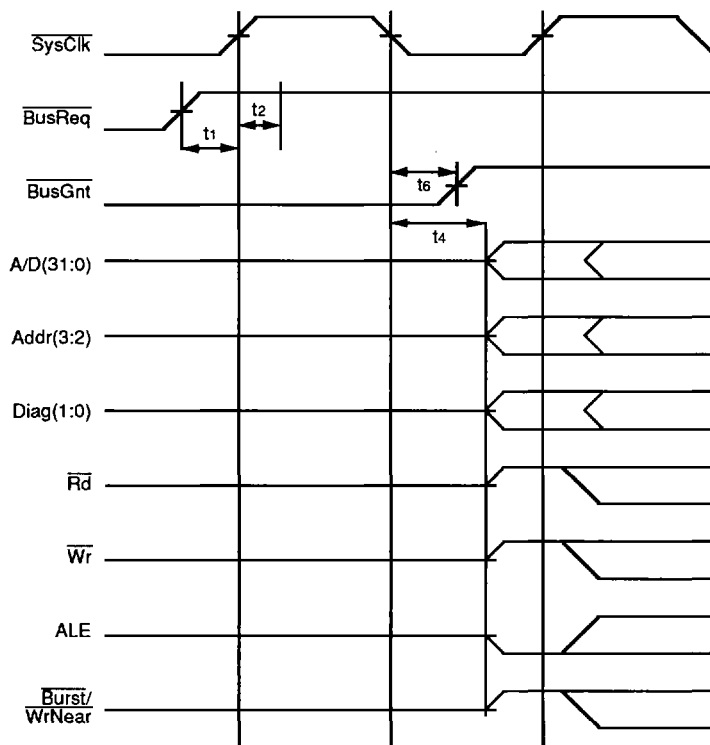 SysClk
BusReq
t1
t2
BusGnt
t6
t4
A/D(31:0)
Addr(3:2)
Diag(1:0)
Rd
Wr
ALE
Burst/
WrNear